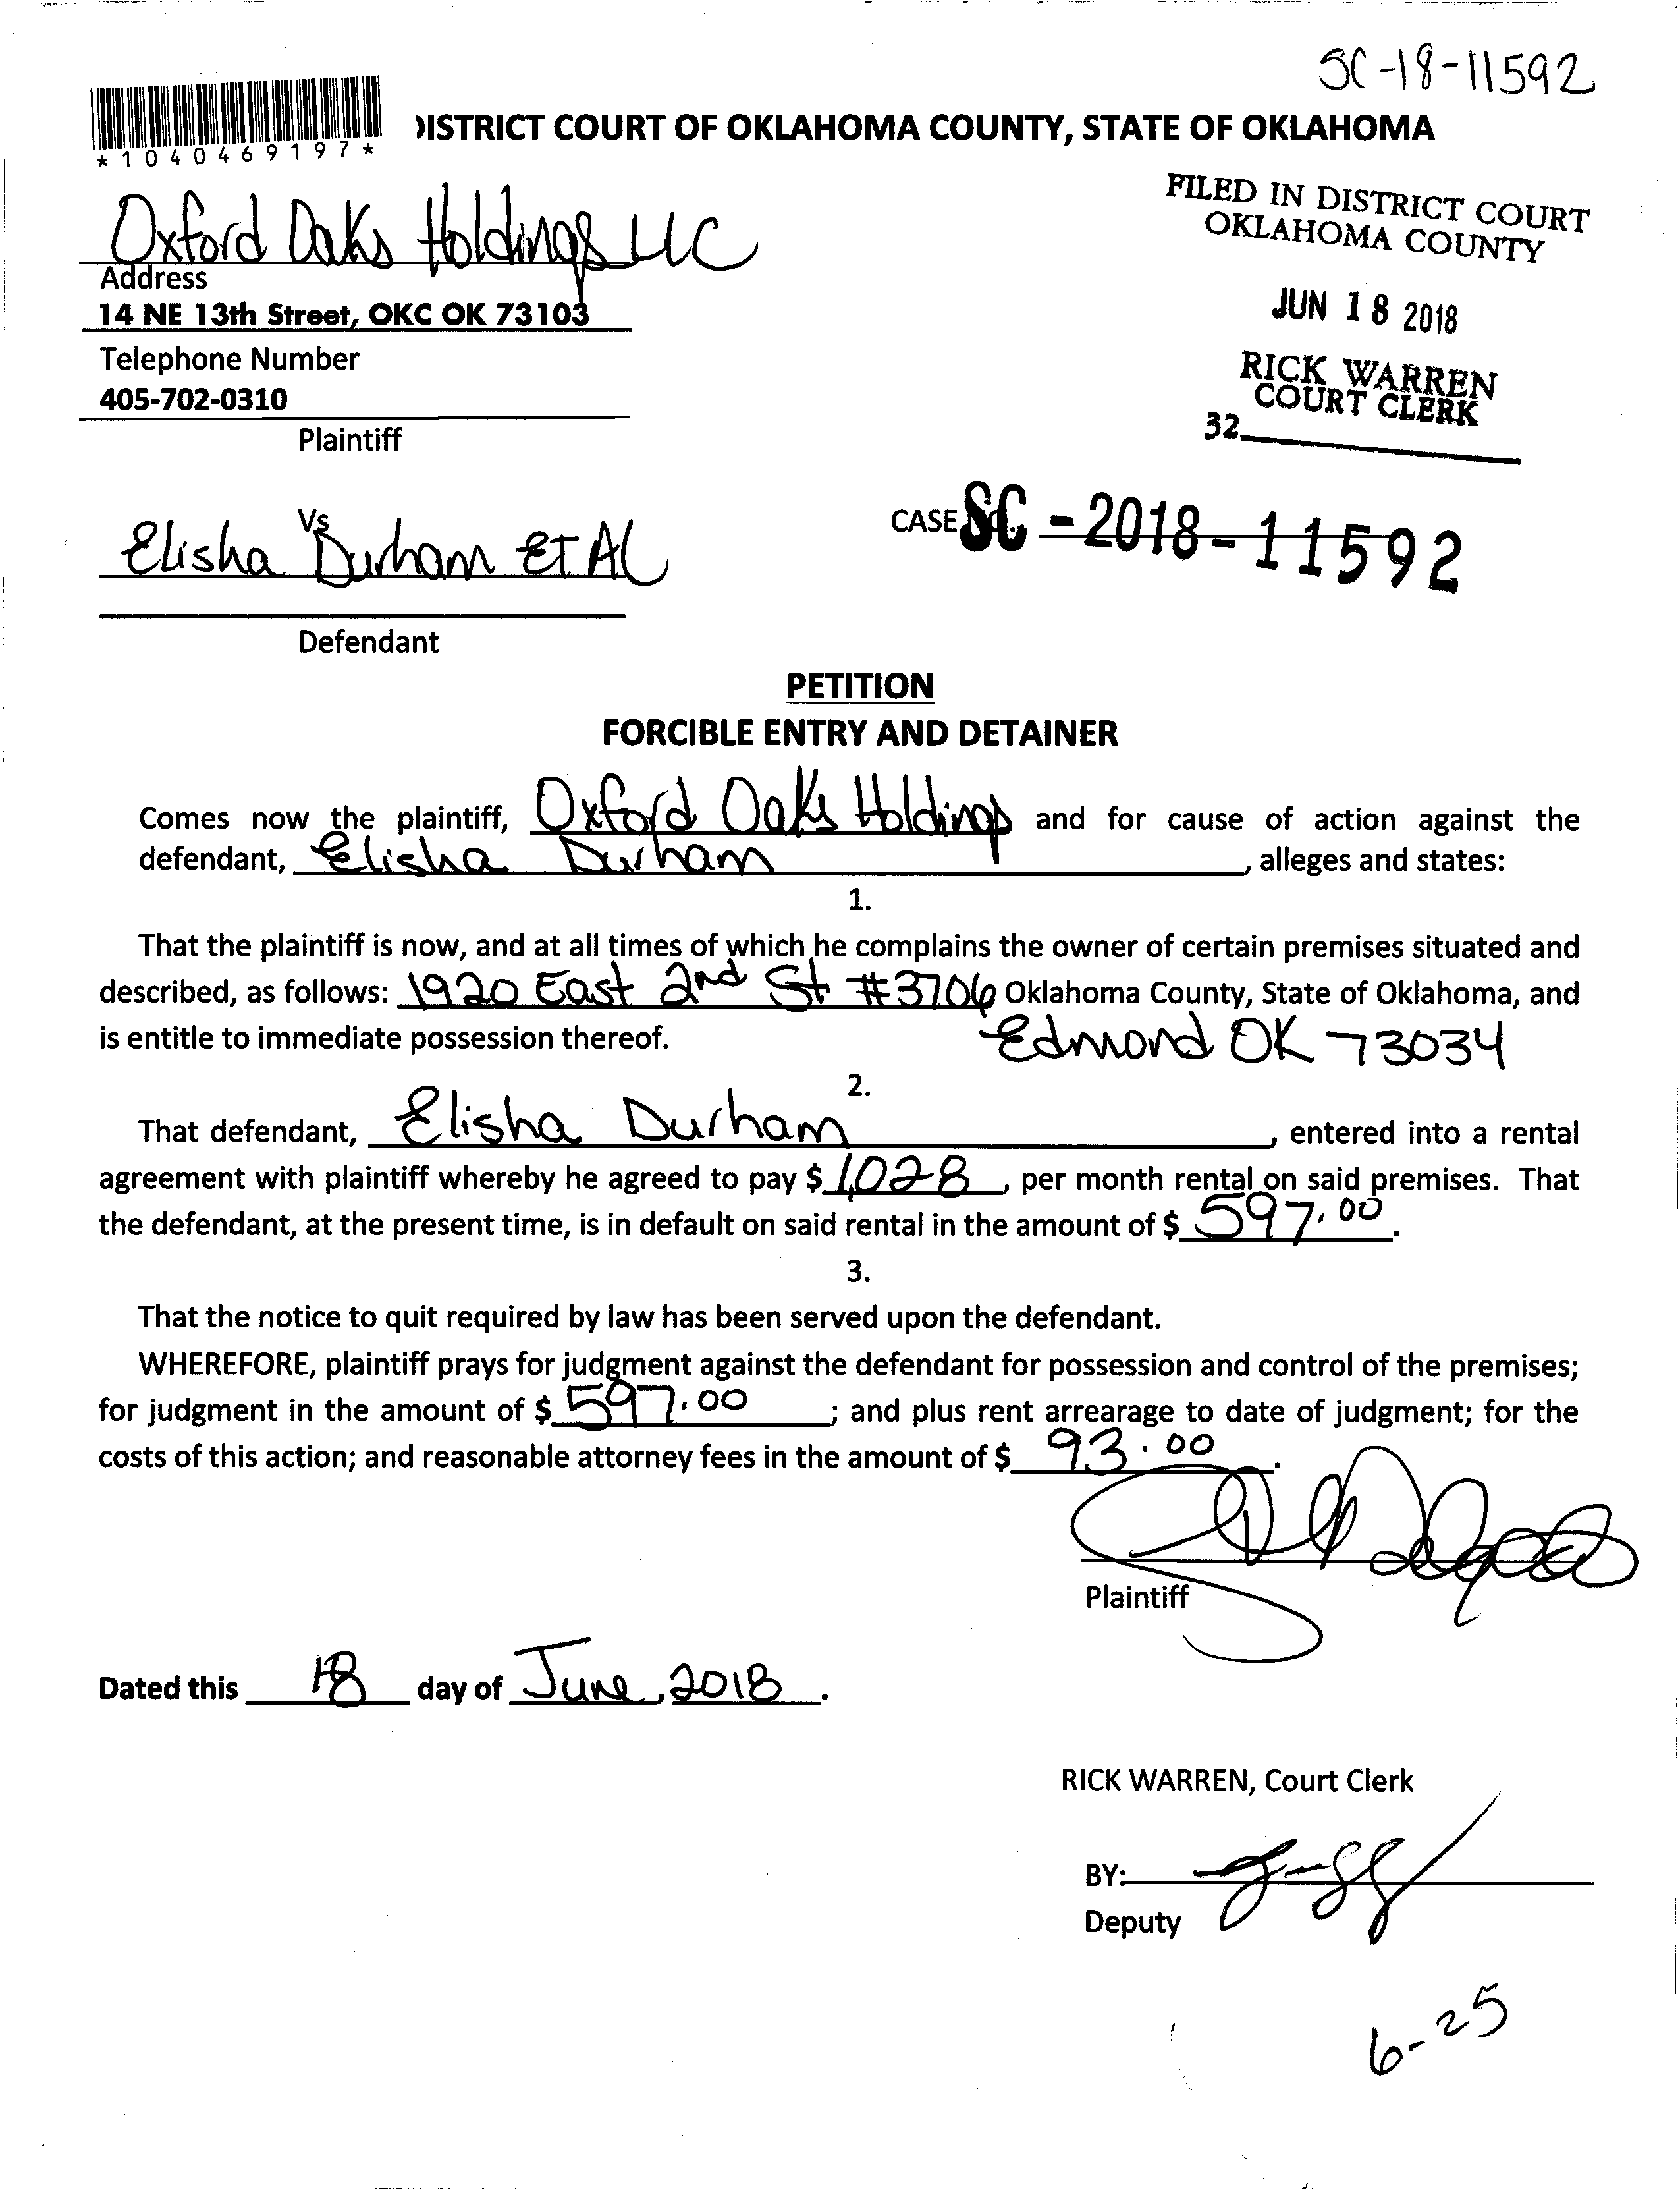 SC-18-11592
*1040469197*
DISTRICT COURT OF OKLAHOMA COUNTY, STATE OF OKLAHOMA
FILED IN DISTRICT COURT
OKLAHOMA COUNTY
JUN 18 2018
RICK WARREN
COURT CLERK
32
Oxford Oaks Holdings LLC
Address
14 NE 13th Street, OKC OK 73103
Telephone Number
405-702-0310
Plaintiff
Vs
Elisha Durham ET AL
Defendant
CASE NO. SC-2018-11592
PETITION
FORCIBLE ENTRY AND DETAINER
Comes now the plaintiff, Oxford Oaks Holdings and for cause of action against the
defendant, Elisha Durham, alleges and states:
1.
That the plaintiff is now, and at all times of which he complains the owner of certain premises situated and
described, as follows: 1920 East 2nd St #3706 Oklahoma County, State of Oklahoma, and
is entitle to immediate possession thereof. Edmond OK 73034
2.
That defendant, Elisha Durham, entered into a rental
agreement with plaintiff whereby he agreed to pay $ 1,028, per month rental on said premises. That
the defendant, at the present time, is in default on said rental in the amount of $ 597.00.
3.
That the notice to quit required by law has been served upon the defendant.
WHEREFORE, plaintiff prays for judgment against the defendant for possession and control of the premises;
for judgment in the amount of $ 597.00; and plus rent arrearage to date of judgment; for the
costs of this action; and reasonable attorney fees in the amount of $ 93.00.
Plaintiff
Dated this 18 day of June, 2018.
RICK WARREN, Court Clerk
BY:
Deputy
6-25